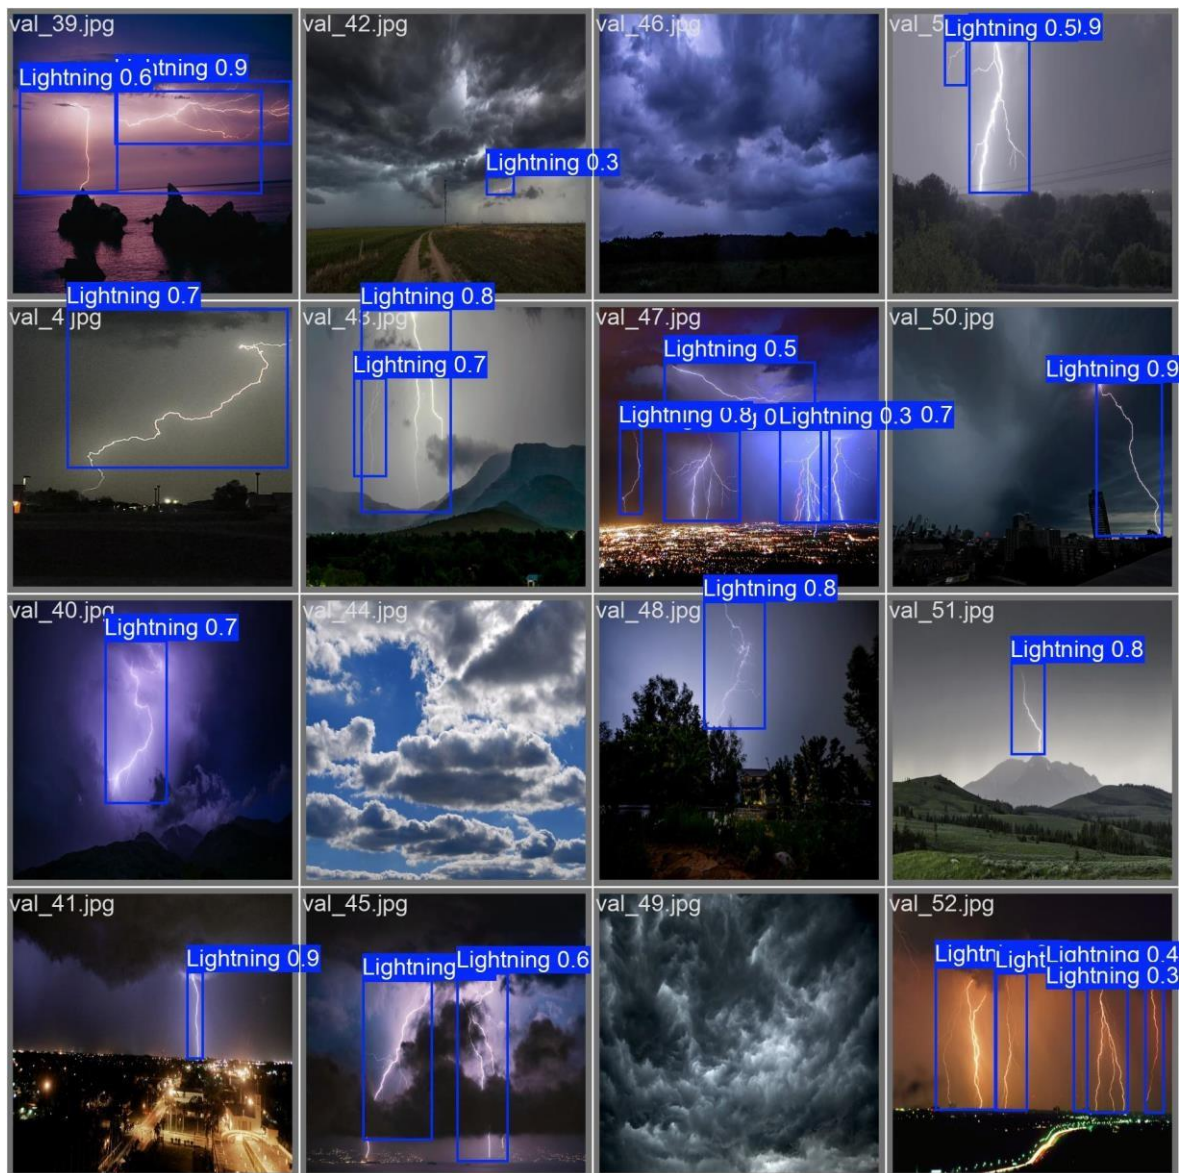 val_39.jpg
Lightning 0.9
Lightning 0.6
val_42.jpg
Lightning 0.3
val_46.jpg
Lightning 0.5
0.9
Lightning 0.7
val_4
.jpg
Lightning 0.8
Lightning 0.7
val_47.jpg
Lightning 0.5
Lightning 0.8
Lightning 0.3
0.7
val_50.jpg
Lightning 0.9
val_40.jpg
Lightning 0.7
val_44.jpg
val_48.jpg
Lightning 0.8
val_51.jpg
Lightning 0.8
val_41.jpg
Lightning 0.9
val_45.jpg
Lightning
Lightning 0.6
val_49.jpg
val_52.jpg
Lightning 0.4
Lightning 0.3